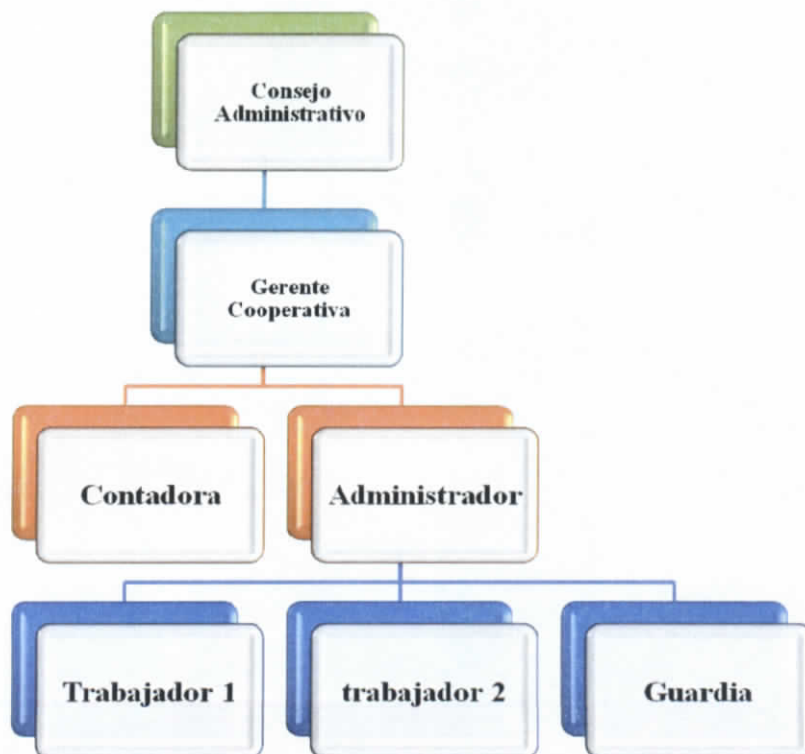 Consejo
Administrativo
Gerente
Cooperativa
Contadora
Administrador
Trabajador 1
trabajador 2
Guardia